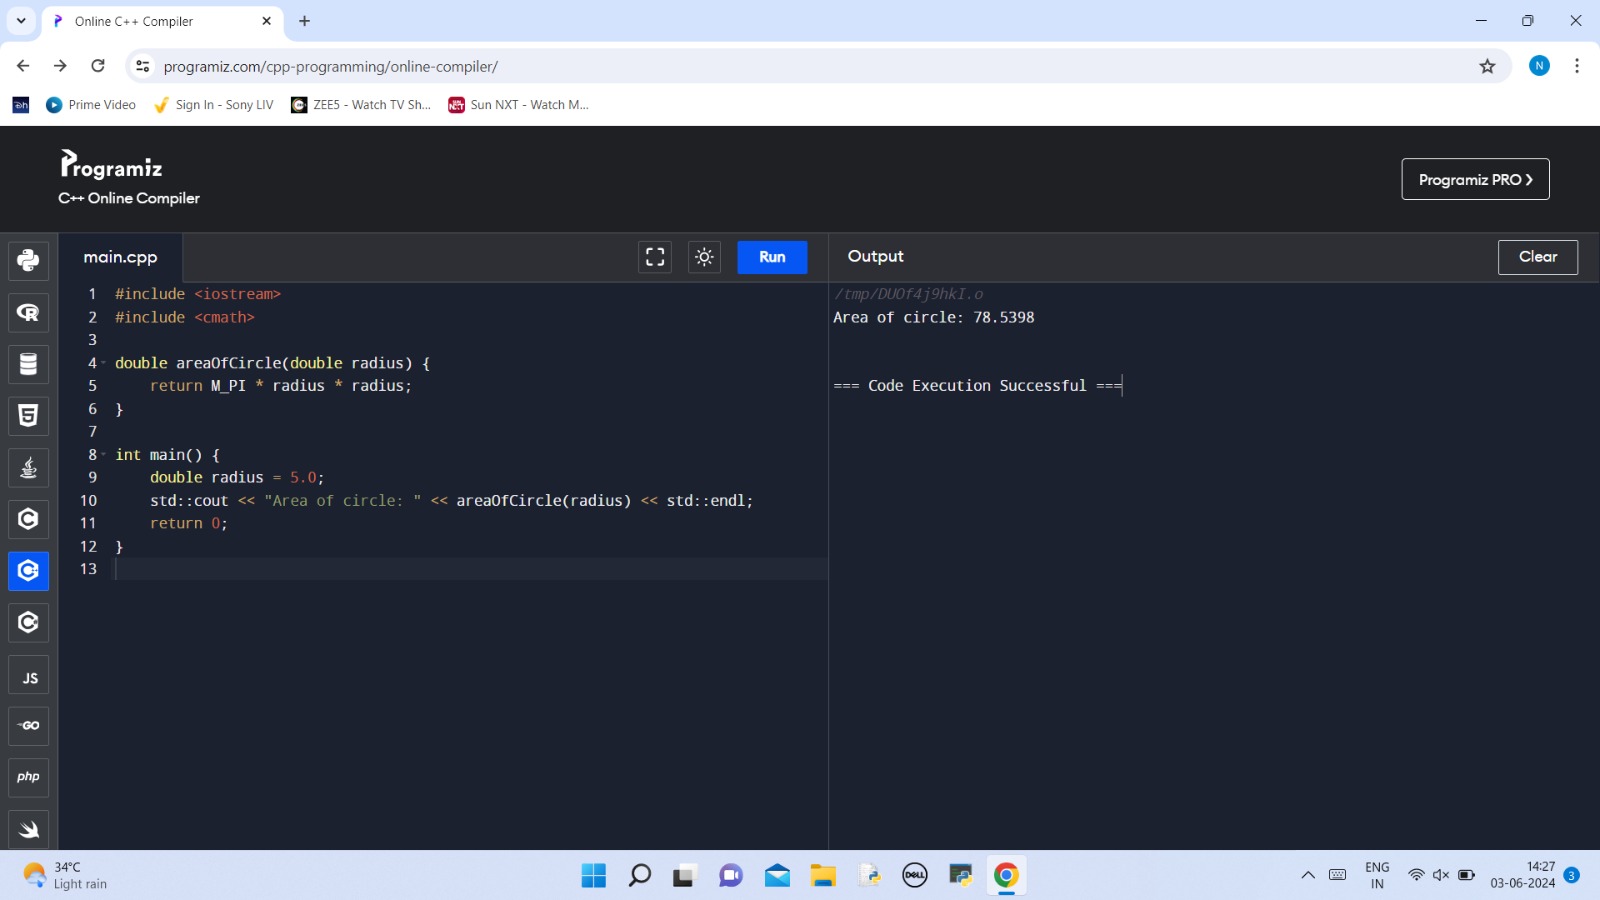 Online C++ Compiler
programiz.com/cpp-programming/online-compiler/
Prime Video
Sign In - Sony LIV
ZEE5 - Watch TV Sh...
Sun NXT - Watch M...
N
Programiz
C++ Online Compiler
Programiz PRO ❯
main.cpp
Run
Output
Clear
1 #include <iostream>
2 #include <cmath>
3
4 double areaOfCircle(double radius) {
5     return M_PI * radius * radius;
6 }
7
8 int main() {
9     double radius = 5.0;
10     std::cout << "Area of circle: " << areaOfCircle(radius) << std::endl;
11     return 0;
12 }
13
/tmp/DUOf4j9hkI.o
Area of circle: 78.5398
=== Code Execution Successful ===
JS
GO
php
34°C
Light rain
DELL
ENG
IN
14:27
03-06-2024
3